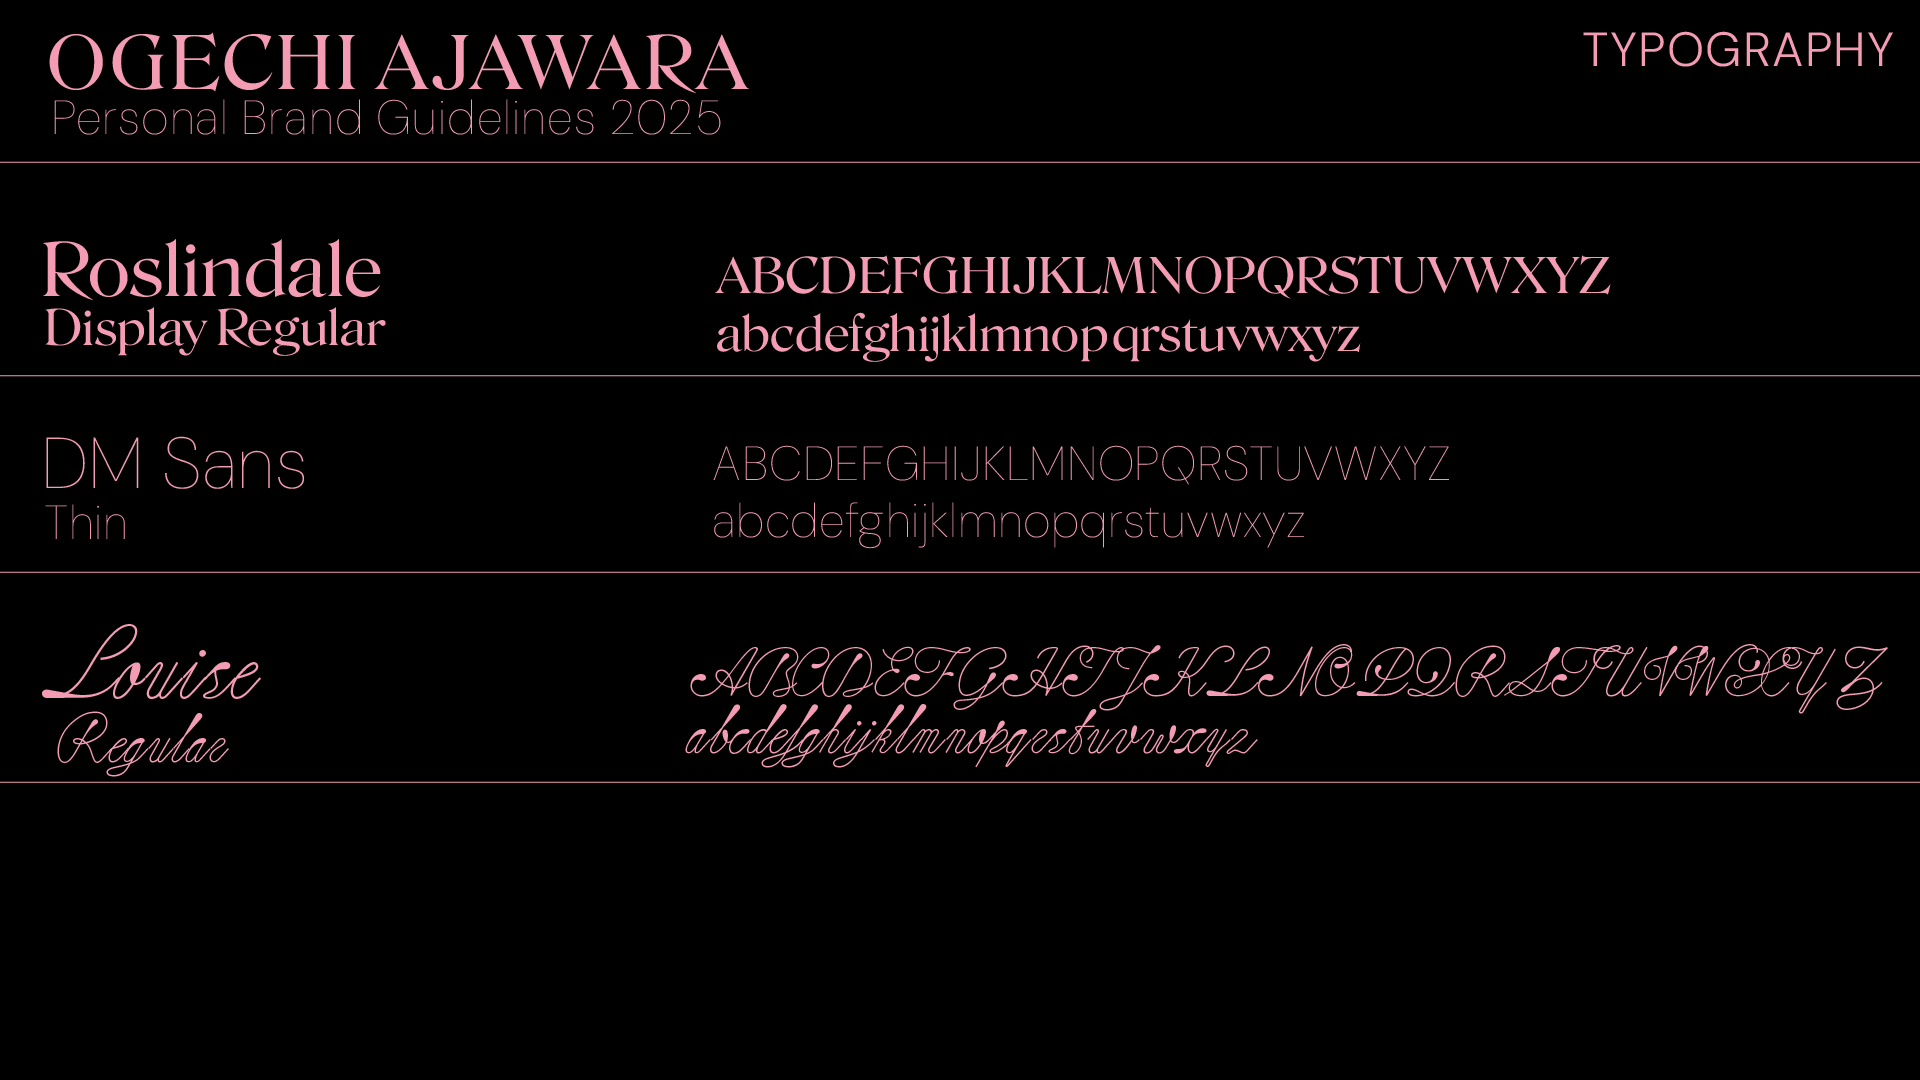 OGECHI AJAWARA
Personal Brand Guidelines 2025
TYPOGRAPHY
Roslindale
Display Regular
ABCDEFGHIJKLMNOPQRSTUVWXYZ
abcdefghijklmnopqrstuvwxyz
DM Sans
Thin
ABCDEFGHIJKLMNOPQRSTUVWXYZ
abcdefghijklmnopqrstuvwxyz
Louise
Regular
ABCDEFGHIJKLNOPQRSTUVWXYZ
abcdefghijklmnopqrstuvwxyz